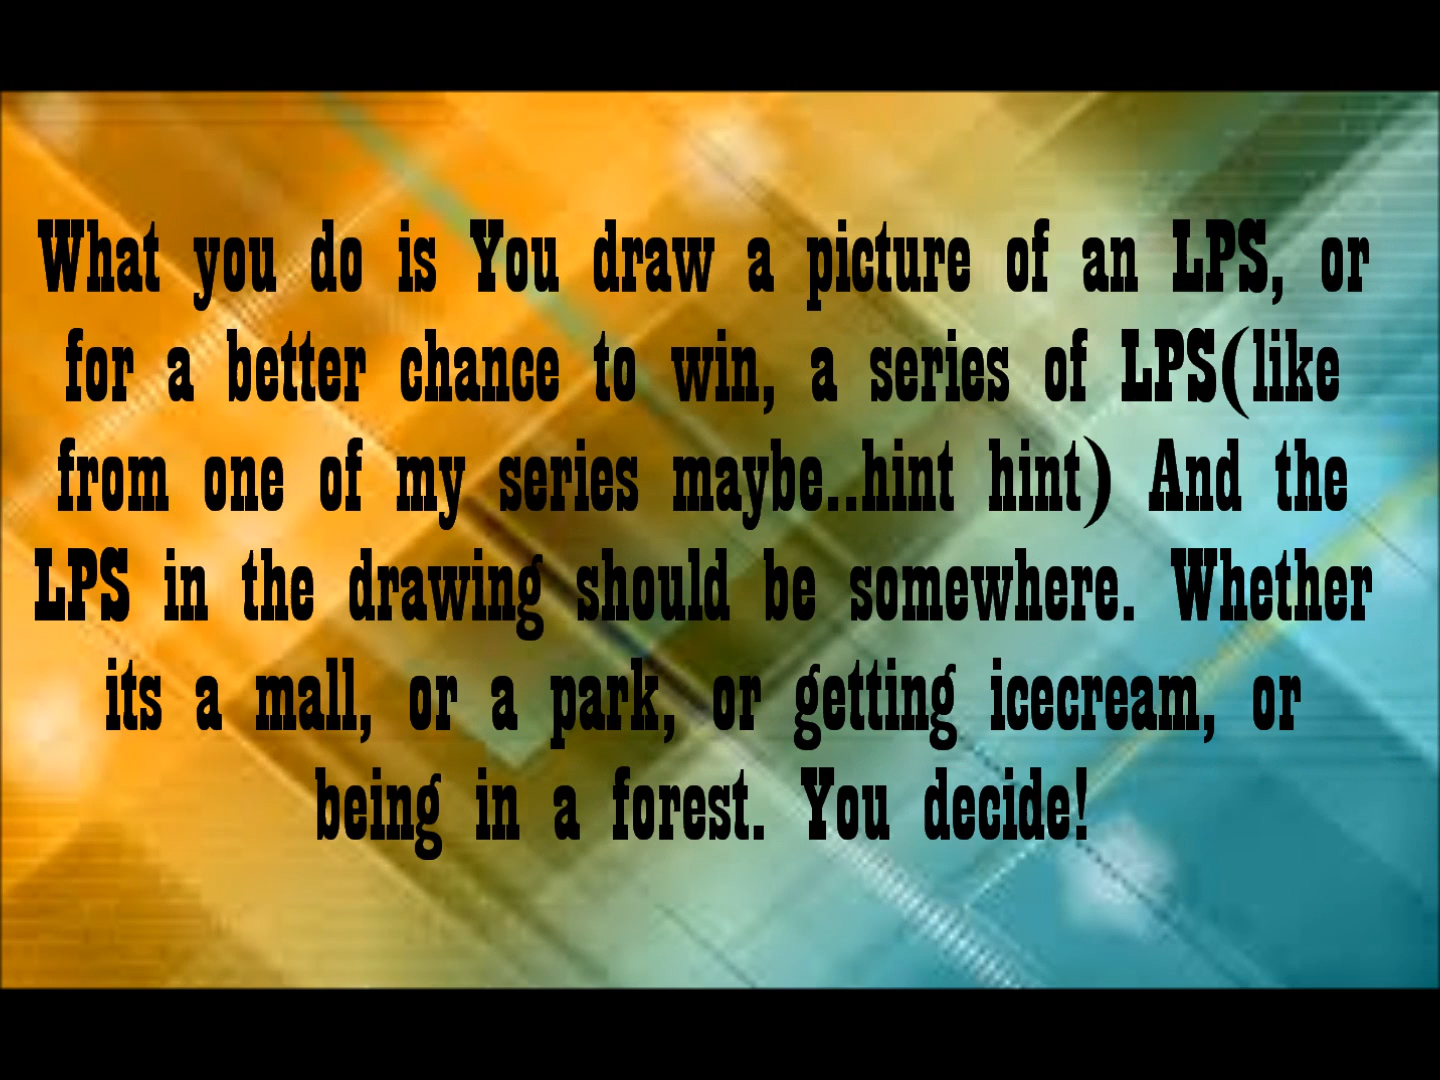 What you do is You draw a picture of an LPS, or
for a better chance to win, a series of LPS(like
from one of my series maybe..hint hint) And the
LPS in the drawing should be somewhere. Whether
its a mall, or a park, or getting icecream, or
being in a forest. You decide!